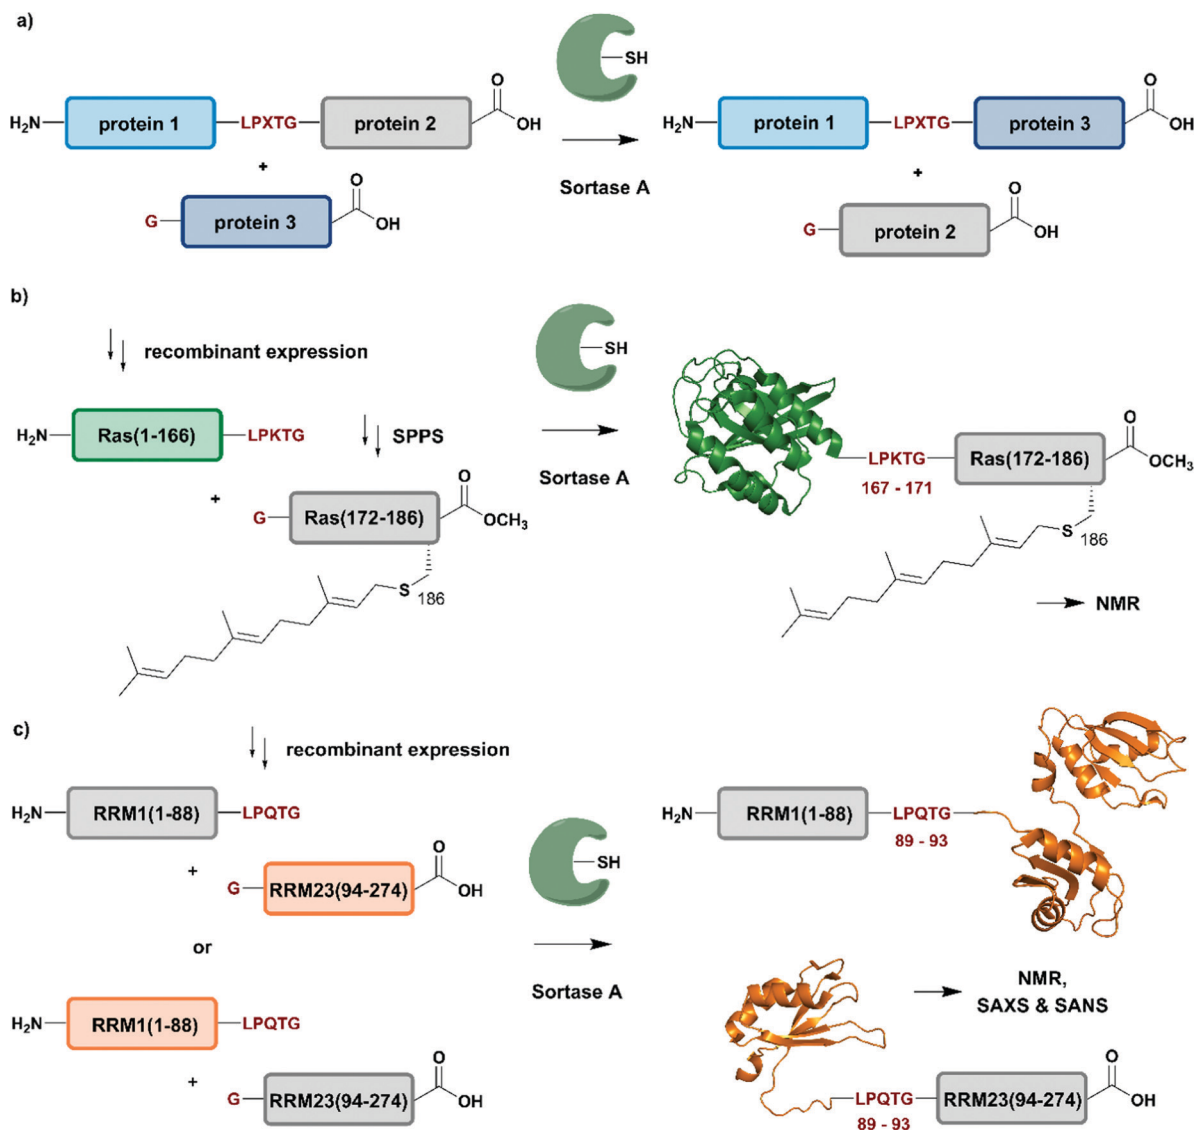 a)
SH
H₂N
protein 1
LPXTG
protein 2
O
OH
+
G
protein 3
O
OH
Sortase A
H₂N
protein 1
LPXTG
protein 3
O
OH
+
G
protein 2
O
OH
b)
recombinant expression
SH
H₂N
Ras(1-166)
LPKTG
SPPS
+
G
Ras(172-186)
O
OCH₃
S
186
Sortase A
LPKTG
167 - 171
Ras(172-186)
O
OCH₃
S
186
NMR
c)
recombinant expression
H₂N
RRM1(1-88)
LPQTG
+
G
RRM23(94-274)
O
OH
or
H₂N
RRM1(1-88)
LPQTG
+
G
RRM23(94-274)
O
OH
SH
Sortase A
H₂N
RRM1(1-88)
LPQTG
89 - 93
NMR,
SAXS & SANS
LPQTG
89 - 93
RRM23(94-274)
O
OH